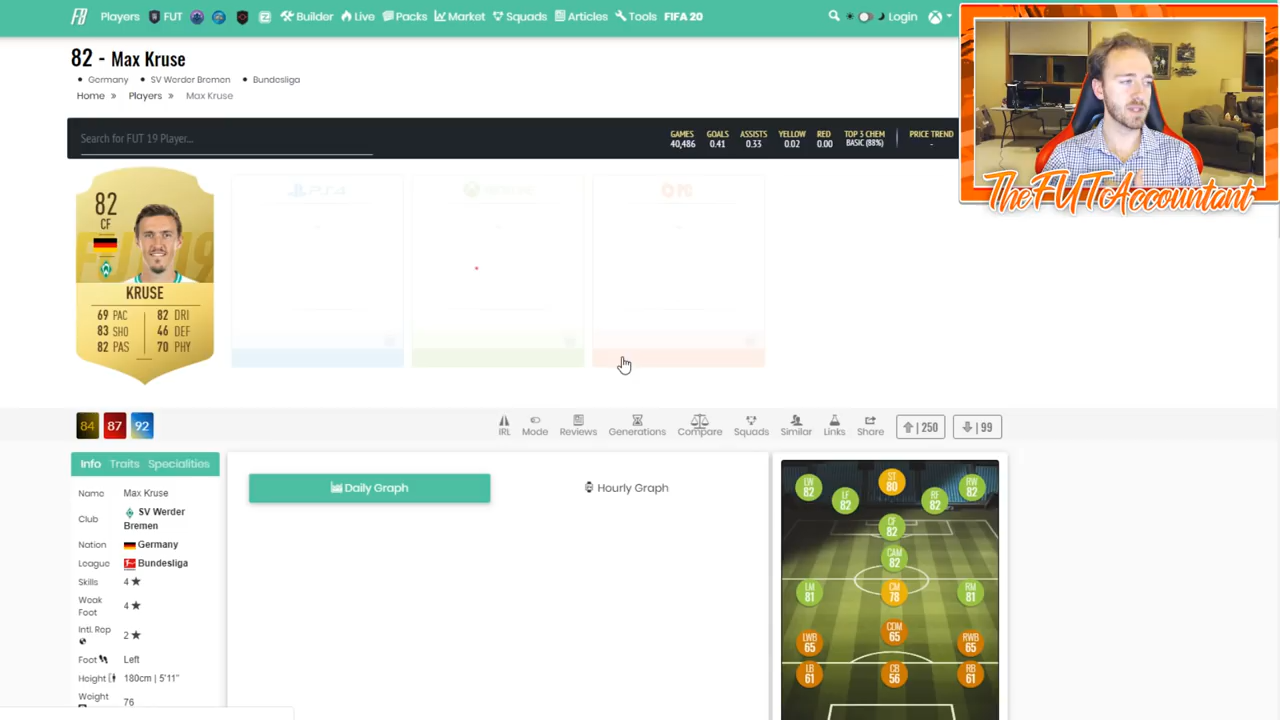 Players FUT Builder Live Packs Market Squads Articles Tools FIFA 20 Login
82 - Max Kruse
Germany SV Werder Bremen Bundesliga
Home » Players » Max Kruse
Search for FUT 19 Player...
GAMES GOALS ASSISTS YELLOW RED TOP 3 CHEM PRICE TREND
40,486 0.41 0.33 0.02 0.00 BASIC (88%) -
TheFUTAccountant
82
CF
KRUSE
69 PAC 82 DRI
83 SHO 46 DEF
82 PAS 70 PHY
PS4
PC
84 87 92
IRL Mode Reviews Generations Compare Squads Similar Links Share
| 250 | 99
Info Traits Specialities
Name Max Kruse
Club SV Werder Bremen
Nation Germany
League Bundesliga
Skills 4 ★
Weak Foot 4 ★
Intl. Rep 2 ★
Foot Left
Height 180cm | 5'11"
Weight 76
Daily Graph Hourly Graph
LW 82
LF 82
ST 80
RF 82
RW 82
CF 82
CAM 82
LM 81
CM 78
RM 81
LWB 65
CDM 65
RWB 65
LB 61
CB 56
RB 61